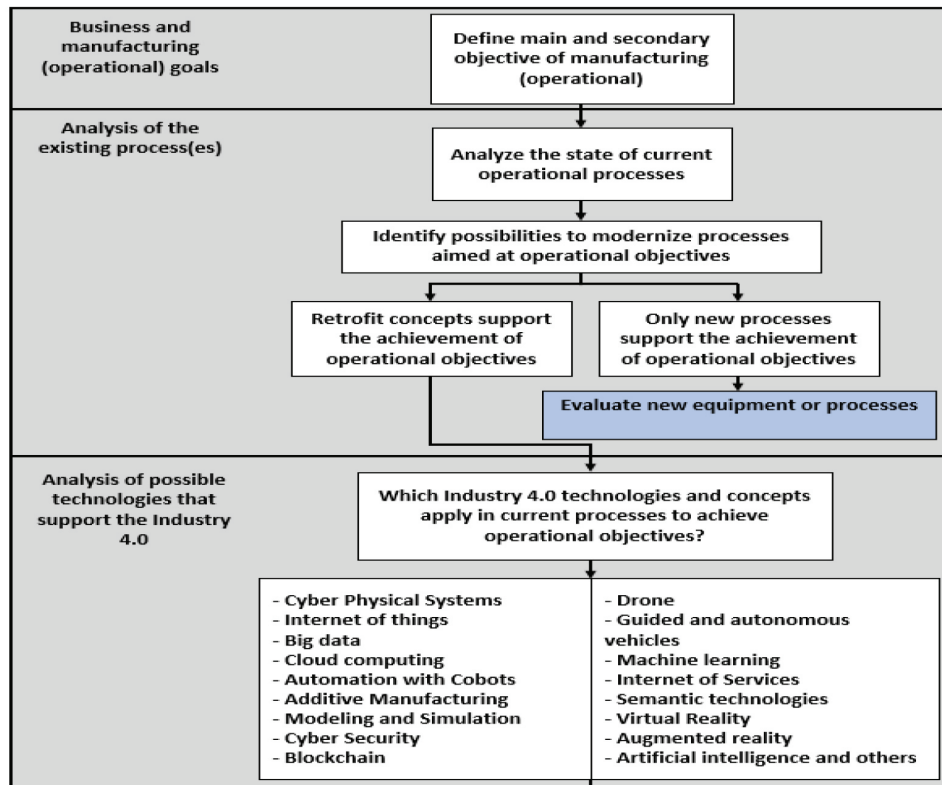 Business and
manufacturing
(operational) goals
Define main and secondary
objective of manufacturing
(operational)
Analysis of the
existing process(es)
Analyze the state of current
operational processes
Identify possibilities to modernize processes
aimed at operational objectives
Retrofit concepts support
the achievement of
operational objectives
Only new processes
support the achievement
of operational objectives
Evaluate new equipment or processes
Analysis of possible
technologies that
support the Industry
4.0
Which Industry 4.0 technologies and concepts
apply in current processes to achieve
operational objectives?
- Cyber Physical Systems
- Internet of things
- Big data
- Cloud computing
- Automation with Cobots
- Additive Manufacturing
- Modeling and Simulation
- Cyber Security
- Blockchain
- Drone
- Guided and autonomous
vehicles
- Machine learning
- Internet of Services
- Semantic technologies
- Virtual Reality
- Augmented reality
- Artificial intelligence and others